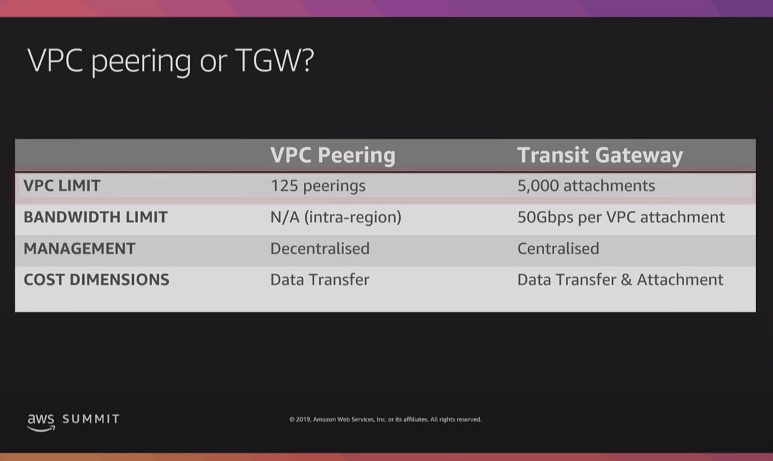 VPC peering or TGW?
VPC Peering Transit Gateway
VPC LIMIT 125 peerings 5,000 attachments
BANDWIDTH LIMIT N/A (intra-region) 50Gbps per VPC attachment
MANAGEMENT Decentralised Centralised
COST DIMENSIONS Data Transfer Data Transfer & Attachment
aws SUMMIT
© 2019, Amazon Web Services, Inc. or its affiliates. All rights reserved.